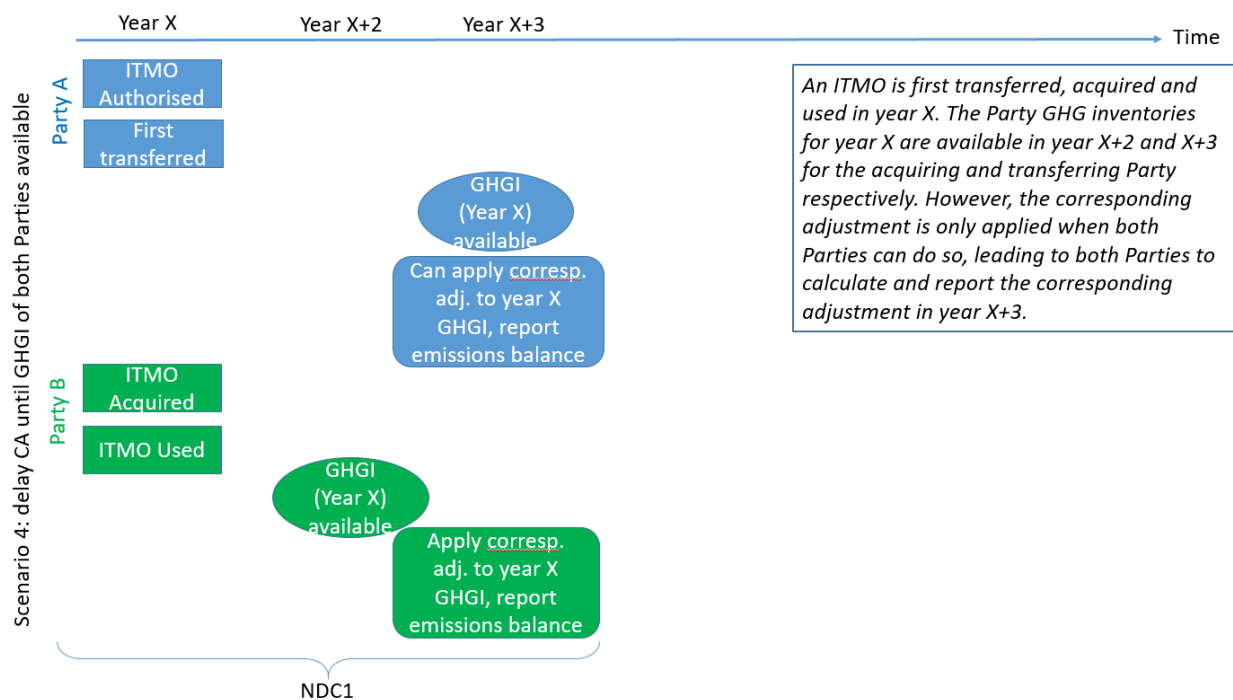 Year X
Year X+2
Year X+3
Time
Scenario 4: delay CA until GHGI of both Parties available
Party A
ITMO
Authorised
First
transferred
GHGI
(Year X)
available
Can apply corresp.
adj. to year X
GHGI, report
emissions balance
An ITMO is first transferred, acquired and
used in year X. The Party GHG inventories
for year X are available in year X+2 and X+3
for the acquiring and transferring Party
respectively. However, the corresponding
adjustment is only applied when both
Parties can do so, leading to both Parties to
calculate and report the corresponding
adjustment in year X+3.
Party B
ITMO
Acquired
ITMO Used
GHGI
(Year X)
available
Apply corresp.
adj. to year X
GHGI, report
emissions balance
NDC1